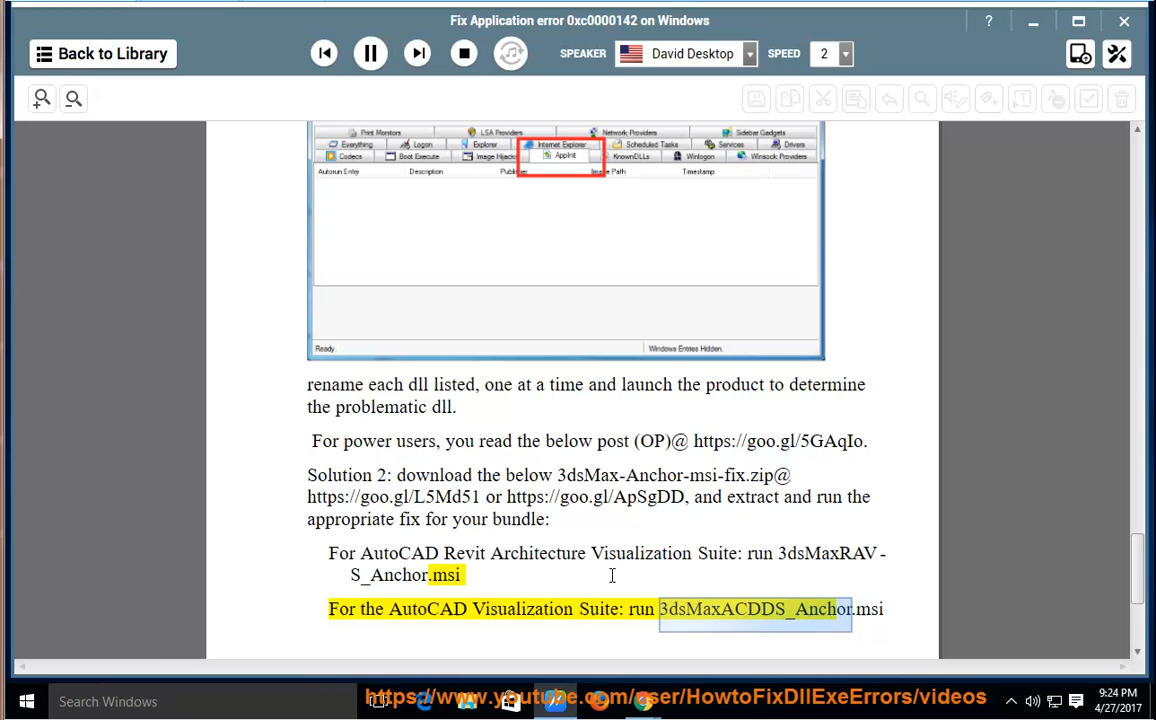 Fix Application error 0xc0000142 on Windows
?
Back to Library
SPEAKER
David Desktop
SPEED
2
Print Monitors LSA Providers Network Providers Sidebar Gadgets
Everything Logon Explorer Internet Explorer Scheduled Tasks Services Drivers
Codecs Boot Execute Image Hijacks AppInit KnownDLLs Winlogon Winsock Providers
Autorun Entry Description Publisher Image Path Timestamp
Ready. Windows Entries Hidden.
rename each dll listed, one at a time and launch the product to determine
the problematic dll.
For power users, you read the below post (OP)@ https://goo.gl/5GAqIo.
Solution 2: download the below 3dsMax-Anchor-msi-fix.zip@
https://goo.gl/L5Md51 or https://goo.gl/ApSgDD, and extract and run the
appropriate fix for your bundle:
For AutoCAD Revit Architecture Visualization Suite: run 3dsMaxRAV-
S_Anchor.msi
For the AutoCAD Visualization Suite: run 3dsMaxACDDS_Anchor.msi
Search Windows
https://www.youtube.com/user/HowtoFixDllExeErrors/videos
9:24 PM
4/27/2017